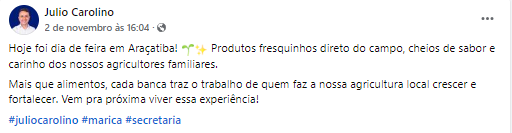 Julio Carolino
2 de novembro às 16:04 ·
Hoje foi dia de feira em Araçatiba! 🌱✨ Produtos fresquinhos direto do campo, cheios de sabor e
carinho dos nossos agricultores familiares.
Mais que alimentos, cada banca traz o trabalho de quem faz a nossa agricultura local crescer e
fortalecer. Vem pra próxima viver essa experiência!
#juliocarolino #marica #secretaria